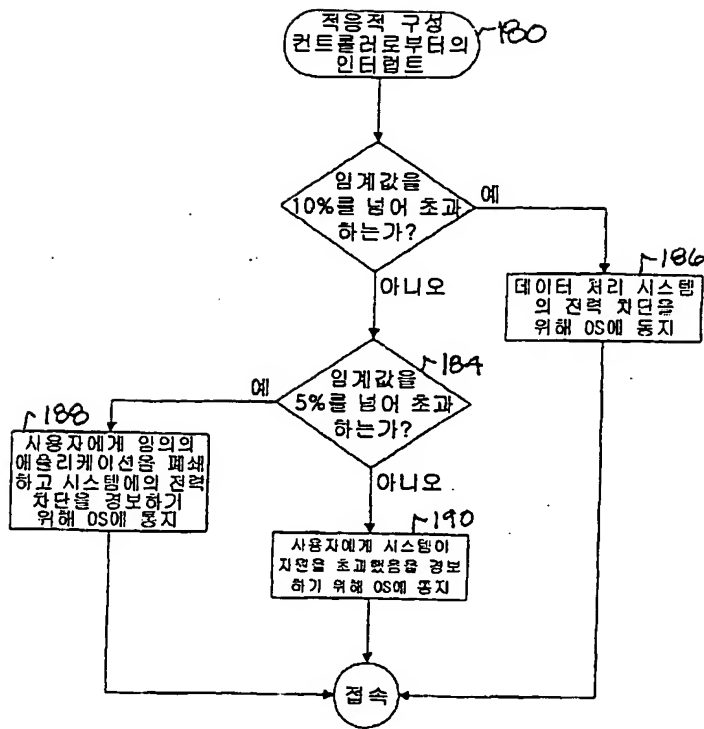 적응적 구성
컨트롤러로부터의
인터럽트
180
임계값을
10%를 넘어 초과
하는가?
예
아니오
186
데이터 처리 시스템
의 전력 차단을
위해 OS에 통지
184
임계값을
5%를 넘어 초과
하는가?
예
아니오
188
사용자에게 임의의
애플리케이션을 폐쇄
하고 시스템에의 전력
차단을 경보하기
위해 OS에 통지
190
사용자에게 시스템이
자원을 초과했음을 경보
하기 위해 OS에 통지
접속